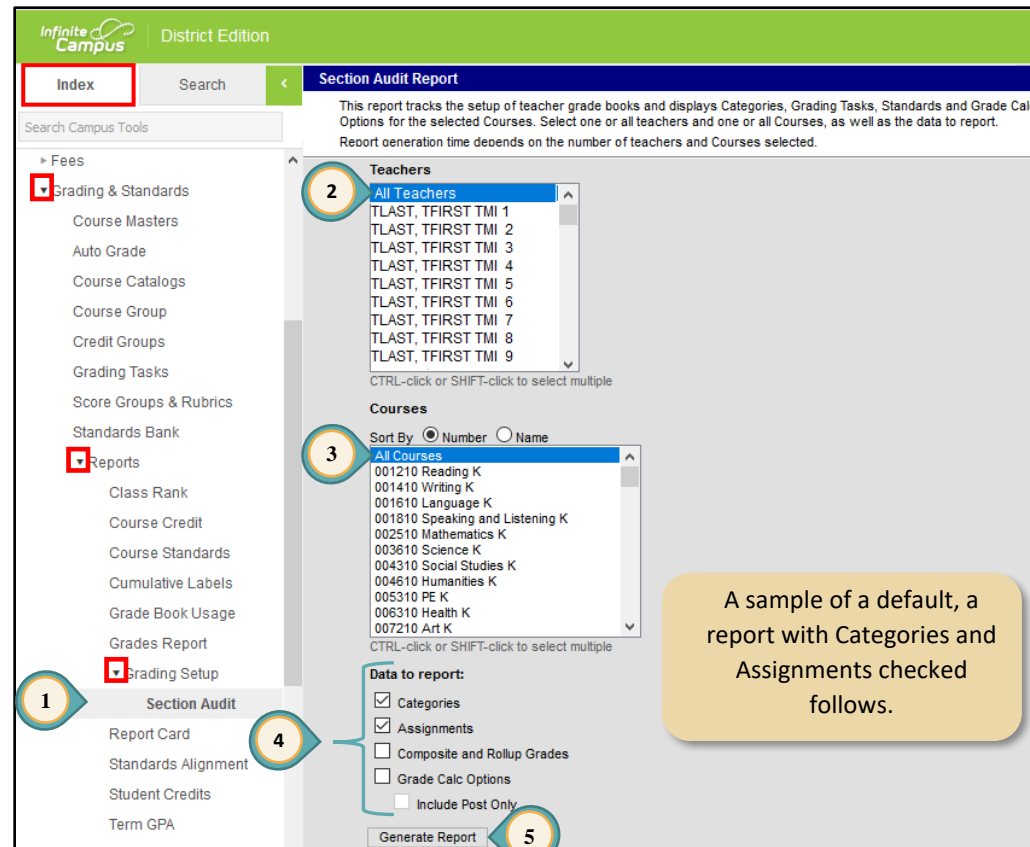 Infinite Campus
District Edition
Index
Search
<
Search Campus Tools
Fees
Grading & Standards
Course Masters
Auto Grade
Course Catalogs
Course Group
Credit Groups
Grading Tasks
Score Groups & Rubrics
Standards Bank
Reports
Class Rank
Course Credit
Course Standards
Cumulative Labels
Grade Book Usage
Grades Report
Grading Setup
1
Section Audit
Report Card
Standards Alignment
Student Credits
Term GPA
Section Audit Report
This report tracks the setup of teacher grade books and displays Categories, Grading Tasks, Standards and Grade Cal
Options for the selected Courses. Select one or all teachers and one or all Courses, as well as the data to report.
Report generation time depends on the number of teachers and Courses selected.
Teachers
2
All Teachers
TLAST, TFIRST TMI 1
TLAST, TFIRST TMI 2
TLAST, TFIRST TMI 3
TLAST, TFIRST TMI 4
TLAST, TFIRST TMI 5
TLAST, TFIRST TMI 6
TLAST, TFIRST TMI 7
TLAST, TFIRST TMI 8
TLAST, TFIRST TMI 9
CTRL-click or SHIFT-click to select multiple
Courses
Sort By Number Name
3
All Courses
001210 Reading K
001410 Writing K
001610 Language K
001810 Speaking and Listening K
002510 Mathematics K
003610 Science K
004310 Social Studies K
004610 Humanities K
005310 PE K
006310 Health K
007210 Art K
CTRL-click or SHIFT-click to select multiple
Data to report:
4
Categories
Assignments
Composite and Rollup Grades
Grade Calc Options
Include Post Only
Generate Report
5
A sample of a default, a
report with Categories and
Assignments checked
follows.